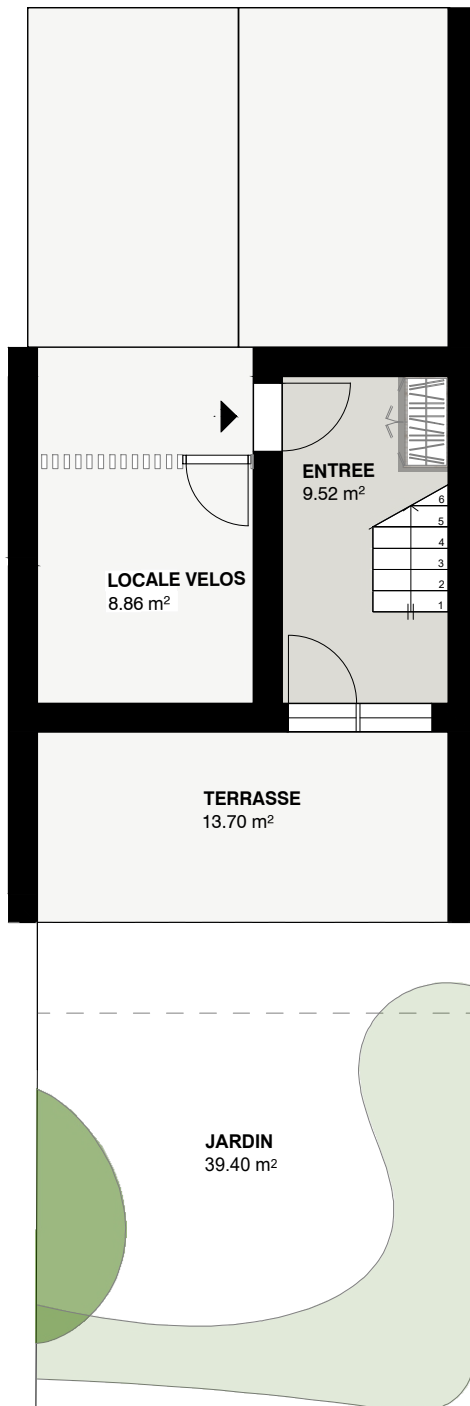 ENTREE
9.52 m²
6
5
4
3
2
1
LOCALE VELOS
8.86 m²
TERRASSE
13.70 m²
JARDIN
39.40 m²